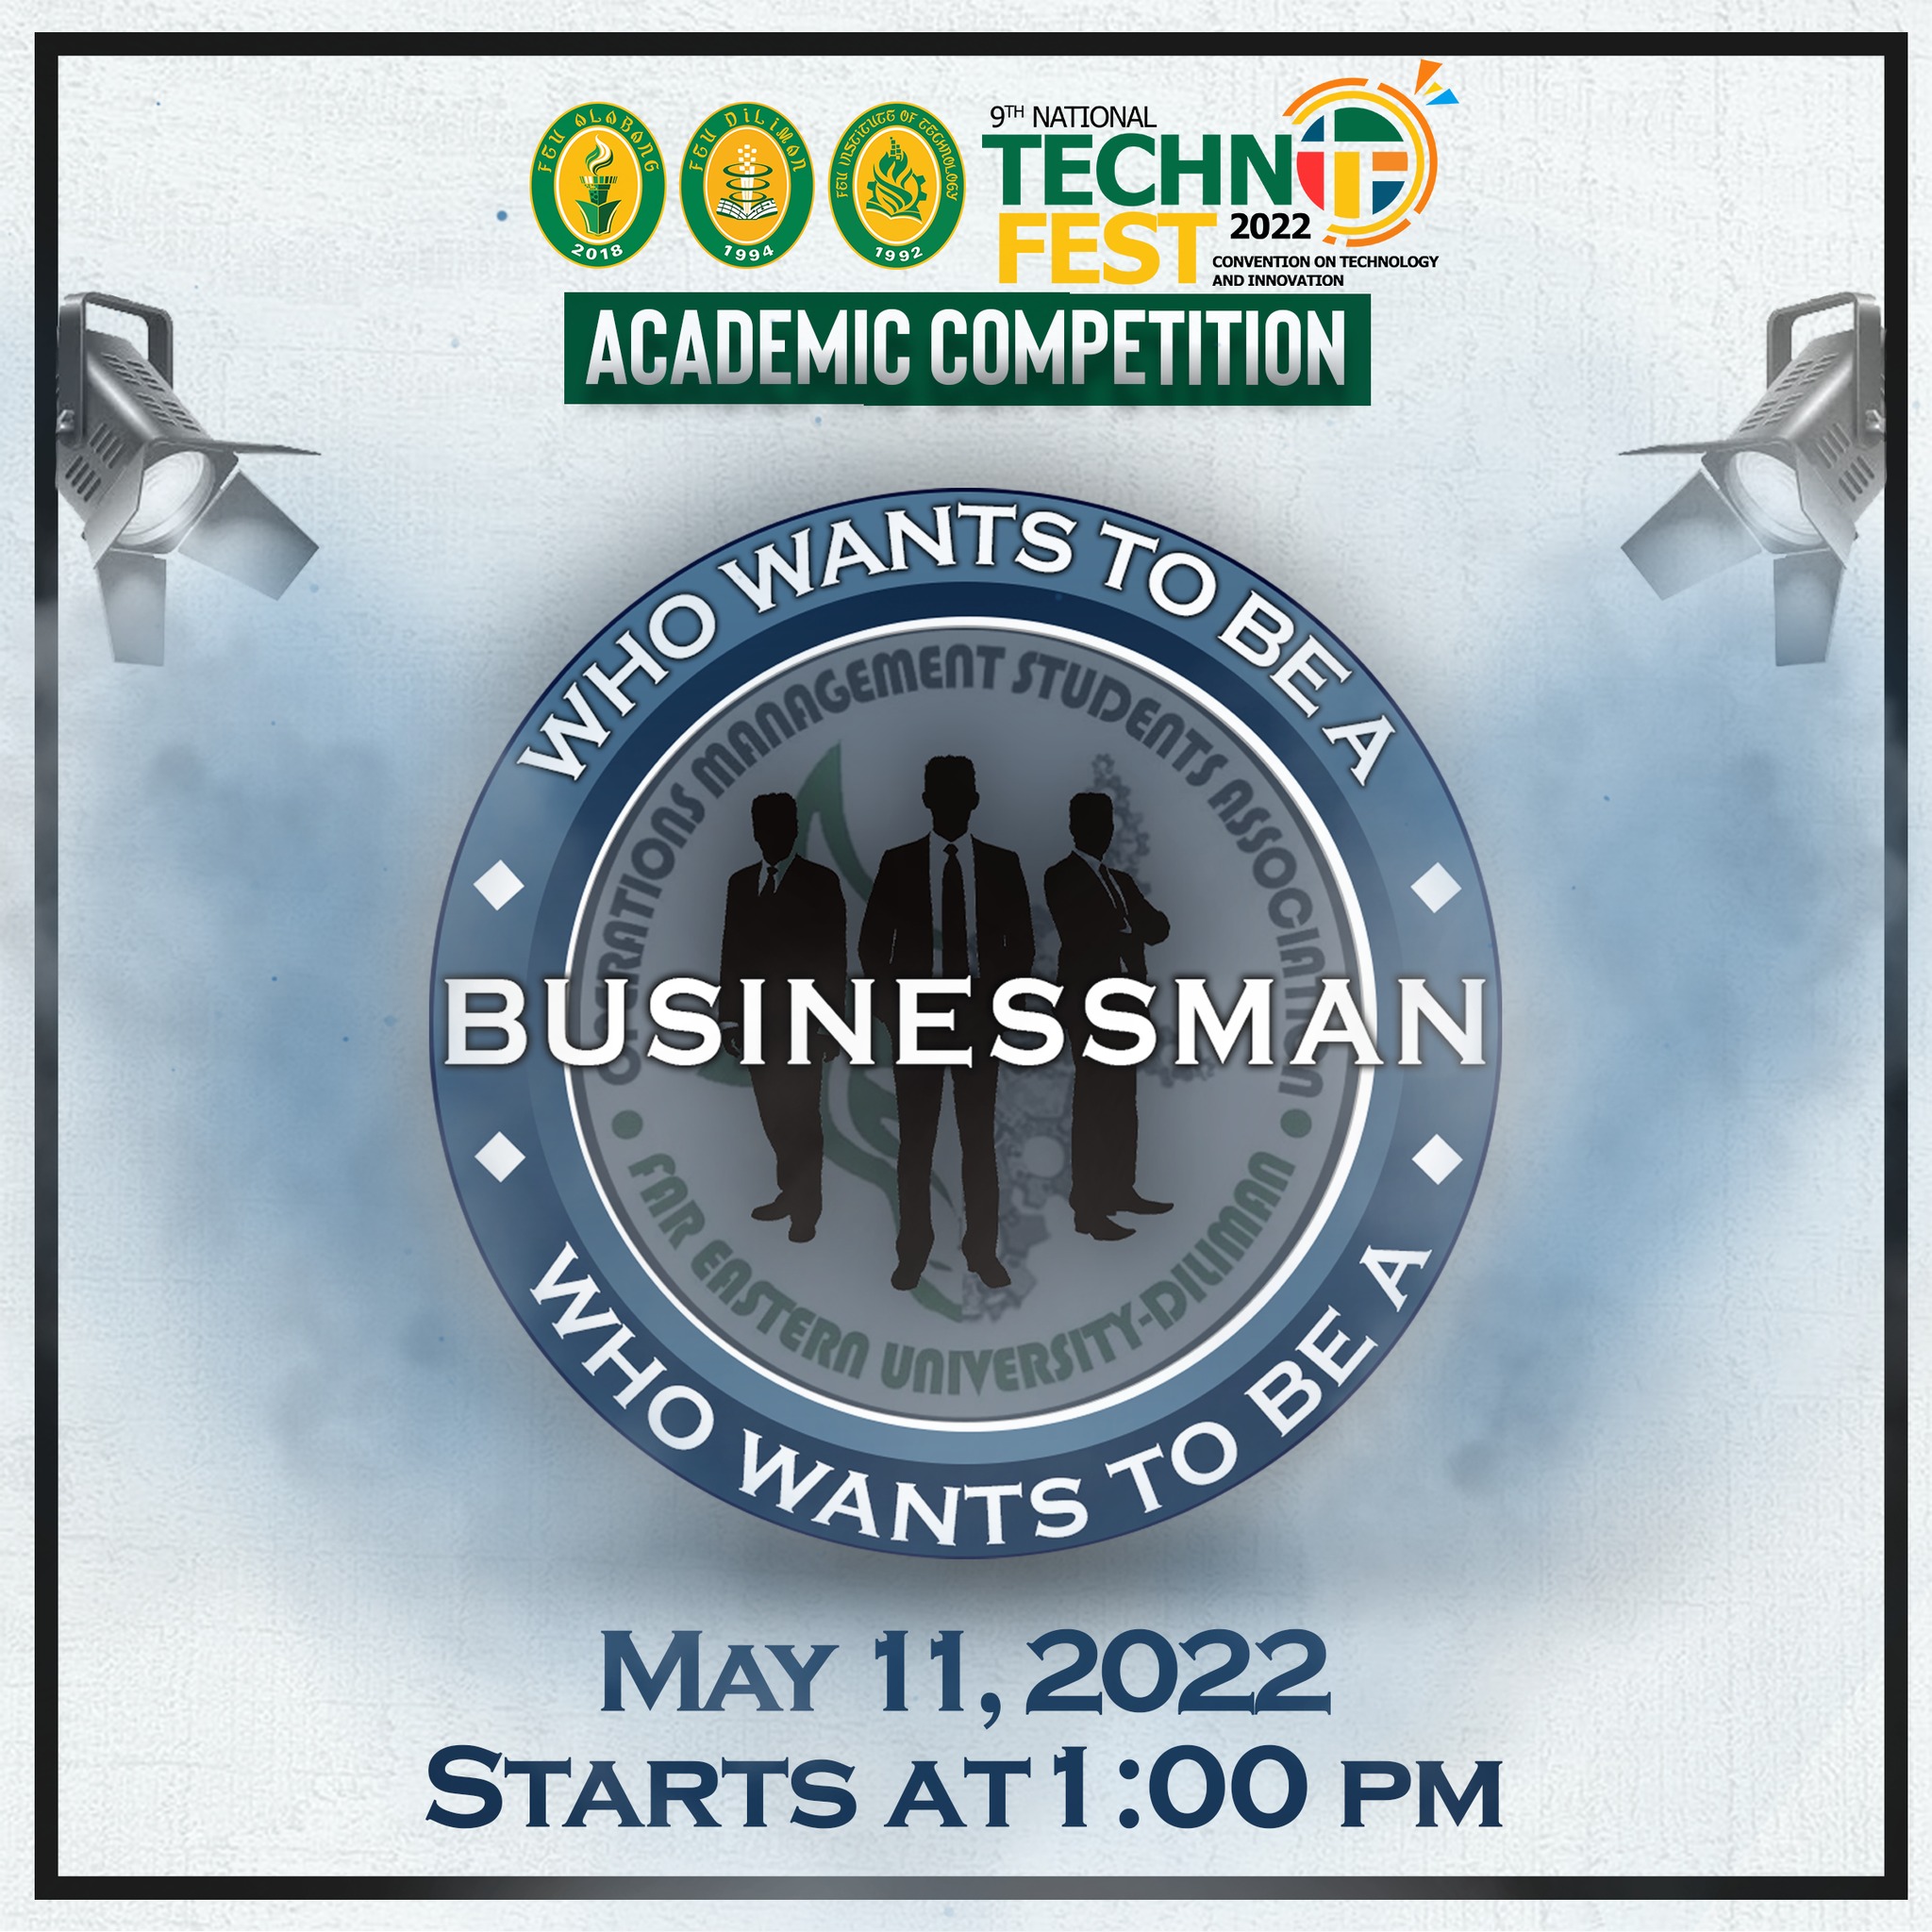 FEU ALABANG
2018
FEU DILIMAN
1994
FEU INSTITUTE OF TECHNOLOGY
1992
9TH NATIONAL
TECHNO
FEST 2022
CONVENTION ON TECHNOLOGY
AND INNOVATION
ACADEMIC COMPETITION
WHO WANTS TO BE A
OPERATIONS MANAGEMENT STUDENTS ASSOCIATION
BUSINESSMAN
FAR EASTERN UNIVERSITY-DILIMAN
WHO WANTS TO BE A
MAY 11, 2022
STARTS AT 1:00 PM